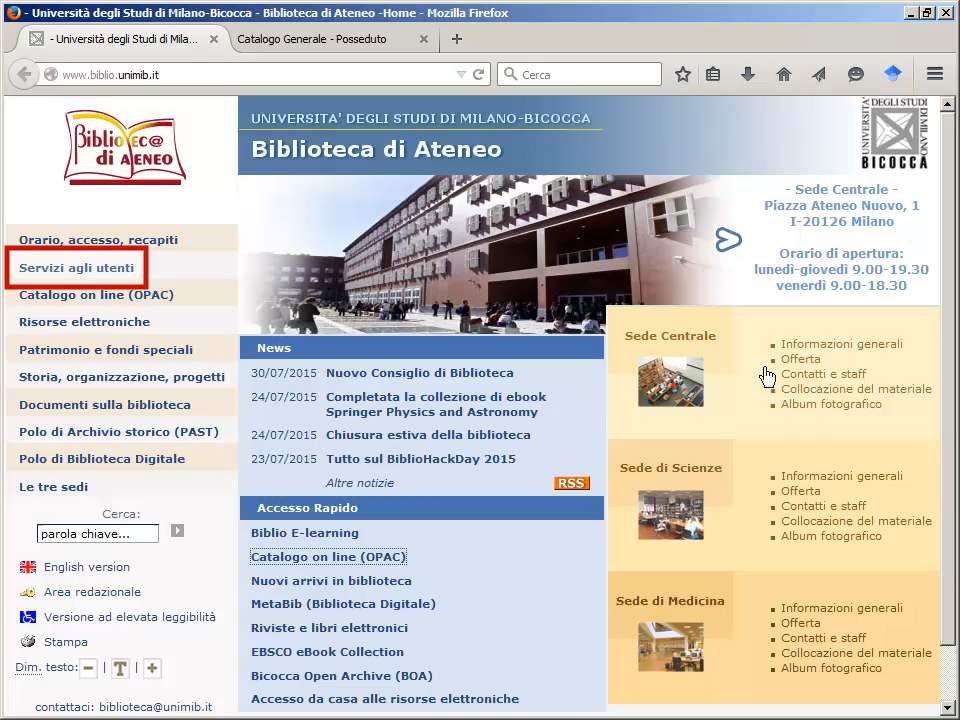 - Università degli Studi di Milano-Bicocca - Biblioteca di Ateneo -Home - Mozilla Firefox
- Università degli Studi di Mila...
Catalogo Generale - Posseduto
www.biblio.unimib.it
Cerca
Bibliotec@
di ATENEO
UNIVERSITA' DEGLI STUDI DI MILANO-BICOCCA
Biblioteca di Ateneo
UNIVERSITÀ
DEGLI STUDI
DI MILANO
BICOCCA
- Sede Centrale -
Piazza Ateneo Nuovo, 1
I-20126 Milano
Orario di apertura:
lunedì-giovedì 9.00-19.30
venerdì 9.00-18.30
Orario, accesso, recapiti
Servizi agli utenti
Catalogo on line (OPAC)
Risorse elettroniche
Patrimonio e fondi speciali
Storia, organizzazione, progetti
Documenti sulla biblioteca
Polo di Archivio storico (PAST)
Polo di Biblioteca Digitale
Le tre sedi
Cerca:
parola chiave...
English version
Area redazionale
Versione ad elevata leggibilità
Stampa
Dim. testo: − | T | +
contattaci: biblioteca@unimib.it
News
30/07/2015 Nuovo Consiglio di Biblioteca
24/07/2015 Completata la collezione di ebook
Springer Physics and Astronomy
24/07/2015 Chiusura estiva della biblioteca
23/07/2015 Tutto sul BiblioHackDay 2015
Altre notizie
RSS
Accesso Rapido
Biblio E-learning
Catalogo on line (OPAC)
Nuovi arrivi in biblioteca
MetaBib (Biblioteca Digitale)
Riviste e libri elettronici
EBSCO eBook Collection
Bicocca Open Archive (BOA)
Accesso da casa alle risorse elettroniche
Sede Centrale
Informazioni generali
Offerta
Contatti e staff
Collocazione del materiale
Album fotografico
Sede di Scienze
Informazioni generali
Offerta
Contatti e staff
Collocazione del materiale
Album fotografico
Sede di Medicina
Informazioni generali
Offerta
Contatti e staff
Collocazione del materiale
Album fotografico